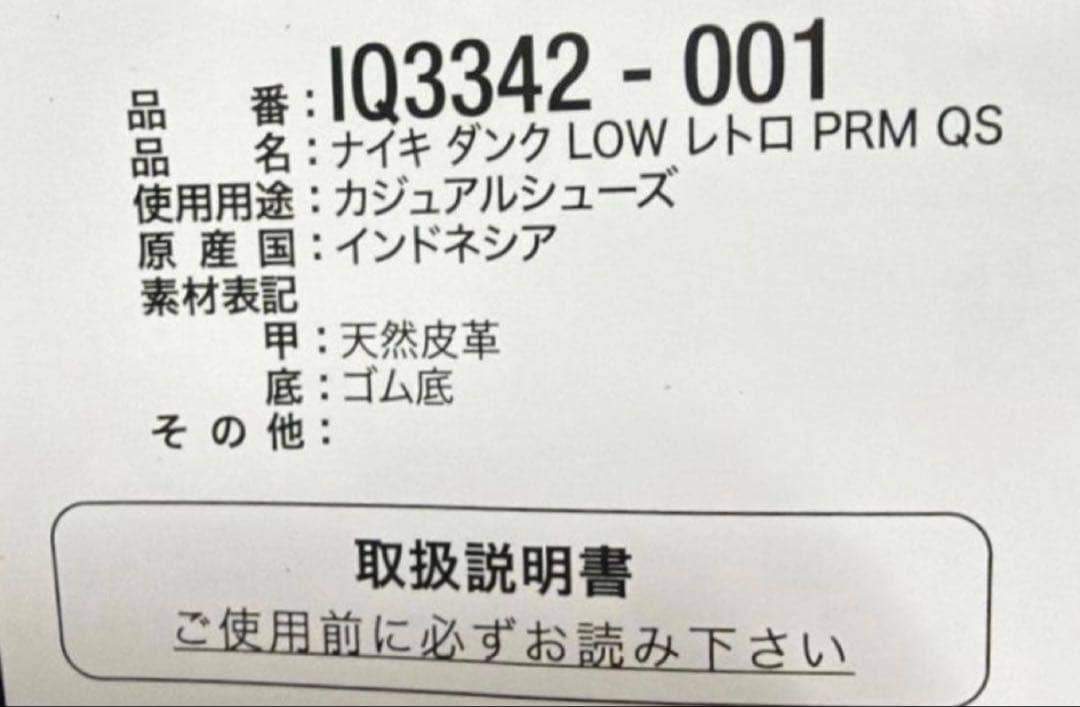 品番：IQ3342 - 001
品名：ナイキ ダンク LOW レトロ PRM QS
使用用途：カジュアルシューズ
原産国：インドネシア
素材表記
甲：天然皮革
底：ゴム底
その他：
取扱説明書
ご使用前に必ずお読み下さい